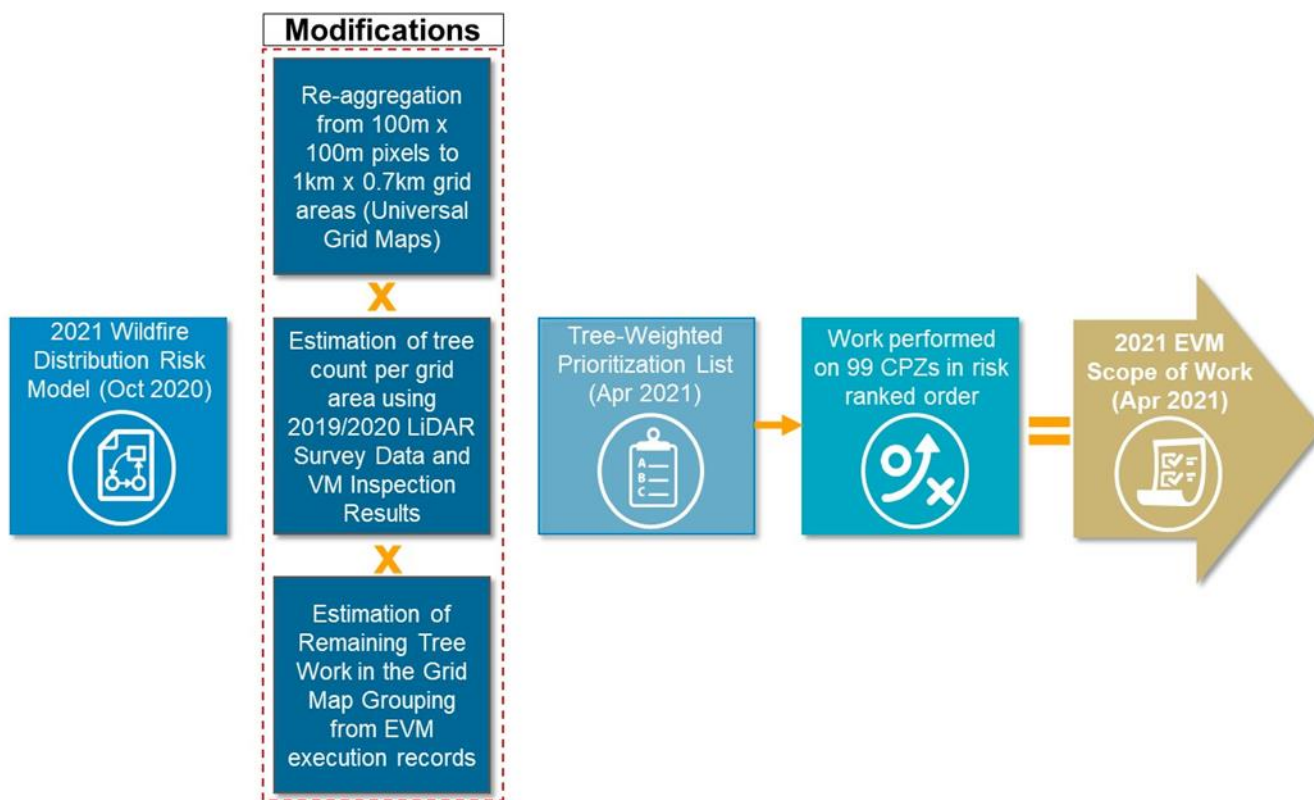 Modifications
Re-aggregation
from 100m x
100m pixels to
1km x 0.7km grid
areas (Universal
Grid Maps)
X
2021 Wildfire
Distribution Risk
Model (Oct 2020)
Estimation of tree
count per grid
area using
2019/2020 LiDAR
Survey Data and
VM Inspection
Results
X
Estimation of
Remaining Tree
Work in the Grid
Map Grouping
from EVM
execution records
Tree-Weighted
Prioritization List
(Apr 2021)
A
B
C
Work performed
on 99 CPZs in risk
ranked order
=
2021 EVM
Scope of Work
(Apr 2021)